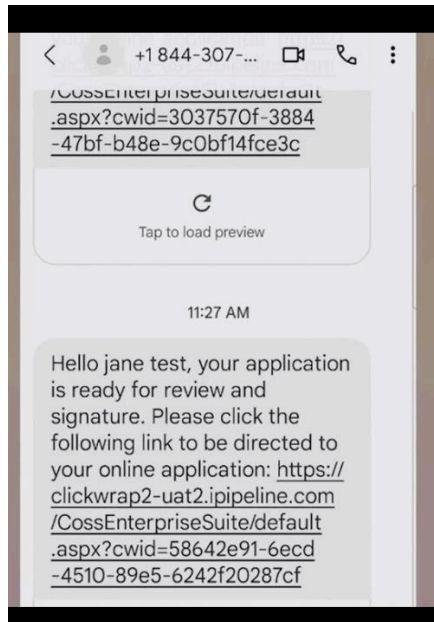 +1 844-307-...
/CossEnterpriseSuite/default
.aspx?cwid=3037570f-3884
-47bf-b48e-9c0bf14fce3c
Tap to load preview
11:27 AM
Hello jane test, your application
is ready for review and
signature. Please click the
following link to be directed to
your online application: https://
clickwrap2-uat2.ipipeline.com
/CossEnterpriseSuite/default
.aspx?cwid=58642e91-6ecd
-4510-89e5-6242f20287cf